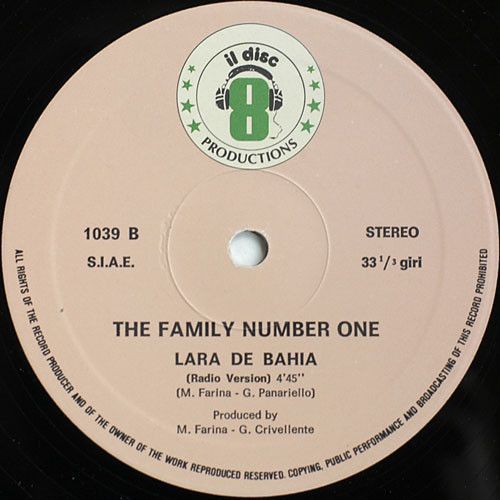 il disc
8
PRODUCTIONS
1039 B
STEREO
S.I.A.E.
33 1/3 giri
THE FAMILY NUMBER ONE
LARA DE BAHIA
(Radio Version) 4'45''
(M. Farina - G. Panariello)
Produced by
M. Farina - G. Crivellente
ALL RIGHTS OF THE RECORD PRODUCER AND OF THE OWNER OF THE WORK REPRODUCED RESERVED. COPYING, PUBLIC PERFORMANCE AND BROADCASTING OF THIS RECORD PROHIBITED